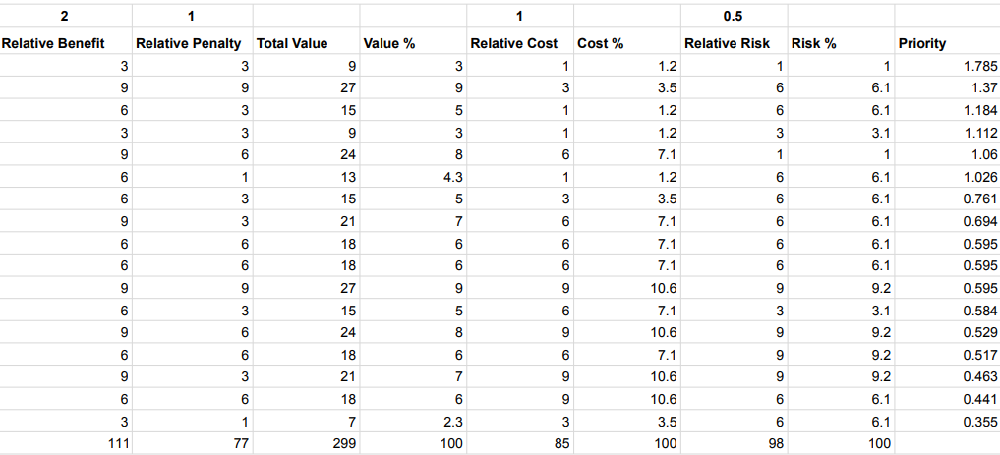 2 1 1 0.5
Relative Benefit Relative Penalty Total Value Value % Relative Cost Cost % Relative Risk Risk % Priority
3 3 9 3 1 1.2 1 1 1.785
9 9 27 9 3 3.5 6 6.1 1.37
6 3 15 5 1 1.2 6 6.1 1.184
3 3 9 3 1 1.2 3 3.1 1.112
9 6 24 8 6 7.1 1 1 1.06
6 1 13 4.3 1 1.2 6 6.1 1.026
6 3 15 5 3 3.5 6 6.1 0.761
9 3 21 7 6 7.1 6 6.1 0.694
6 6 18 6 6 7.1 6 6.1 0.595
6 6 18 6 6 7.1 6 6.1 0.595
9 9 27 9 9 10.6 9 9.2 0.595
6 3 15 5 6 7.1 3 3.1 0.584
9 6 24 8 9 10.6 9 9.2 0.529
6 6 18 6 6 7.1 9 9.2 0.517
9 3 21 7 9 10.6 9 9.2 0.463
6 6 18 6 9 10.6 6 6.1 0.441
3 1 7 2.3 3 3.5 6 6.1 0.355
111 77 299 100 85 100 98 100